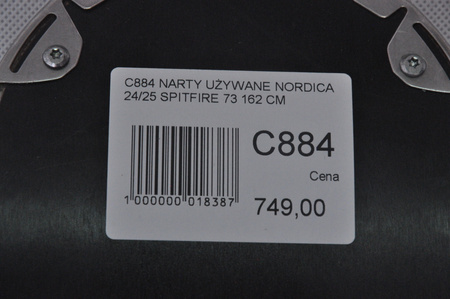 C884 NARTY UŻYWANE NORDICA
24/25 SPITFIRE 73 162 CM
C884
Cena
749,00
1 000000 018387